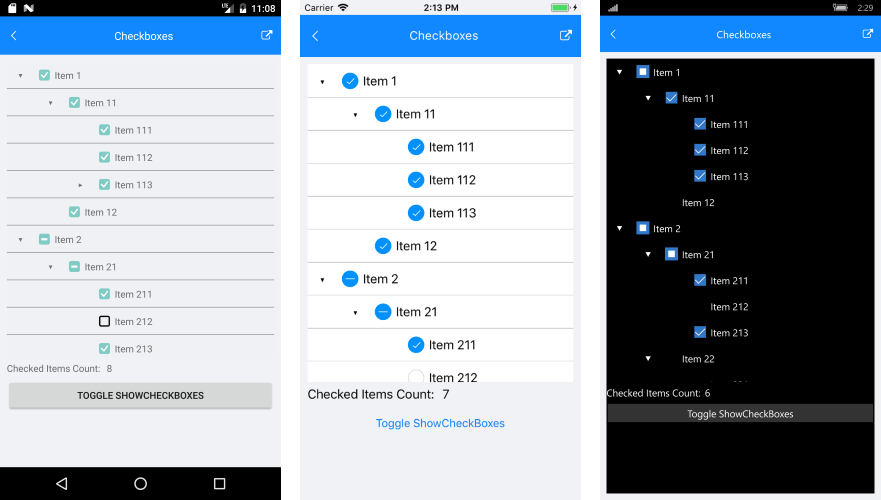 LTE 11:08
Checkboxes
Item 1
Item 11
Item 111
Item 112
Item 113
Item 12
Item 2
Item 21
Item 211
Item 212
Item 213
Checked Items Count: 8
TOGGLE SHOWCHECKBOXES
Carrier 2:13 PM
Checkboxes
Item 1
Item 11
Item 111
Item 112
Item 113
Item 12
Item 2
Item 21
Item 211
Item 212
Checked Items Count: 7
Toggle ShowCheckBoxes
2:29
Checkboxes
Item 1
Item 11
Item 111
Item 112
Item 113
Item 12
Item 2
Item 21
Item 211
Item 212
Item 213
Item 22
Checked Items Count: 6
Toggle ShowCheckBoxes